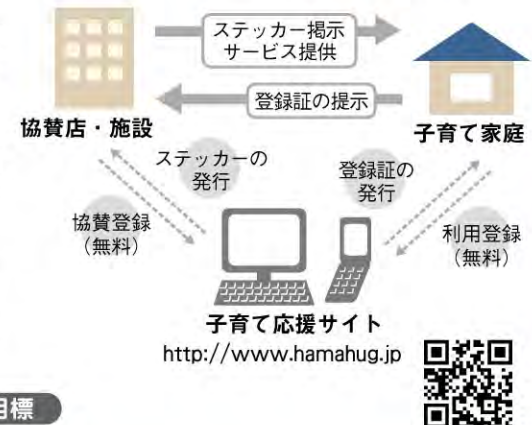 ステッカー掲示
サービス提供
登録証の提示
協賛店・施設
子育て家庭
ステッカーの
発行
登録証の
発行
協賛登録
(無料)
利用登録
(無料)
子育て応援サイト
http://www.hamahug.jp
目標